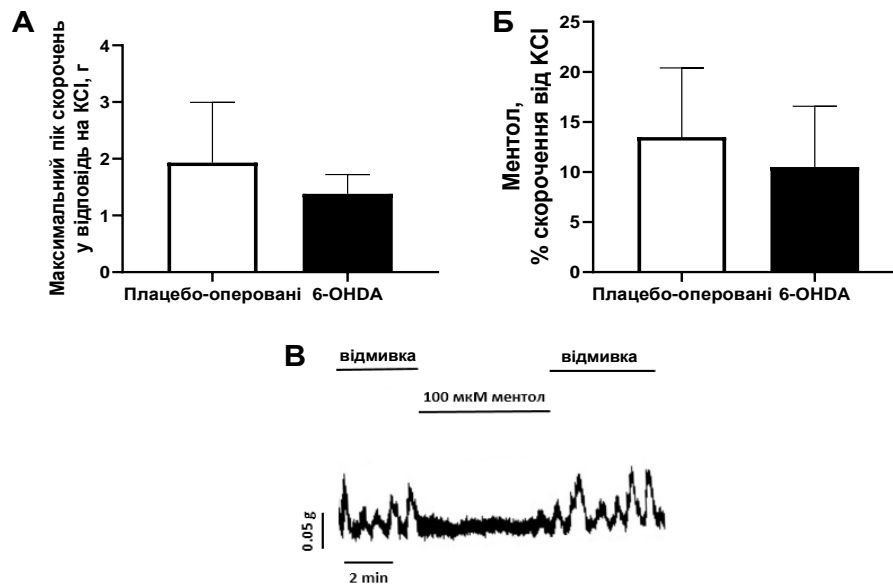 А
Максимальний пік скорочень
у відповідь на KCl, г
4
3
2
1
0
Плацебо-оперовані 6-OHDA
Б
Ментол,
% скорочення від KCl
25
20
15
10
5
0
Плацебо-оперовані 6-OHDA
В
відмивка
відмивка
100 мкМ ментол
0.05 g
2 min